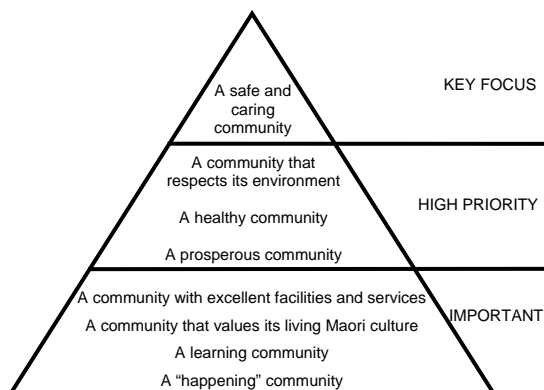 A safe and
caring
community
KEY FOCUS
A community that
respects its environment
A healthy community
A prosperous community
HIGH PRIORITY
A community with excellent facilities and services
A community that values its living Maori culture
A learning community
A “happening” community
IMPORTANT